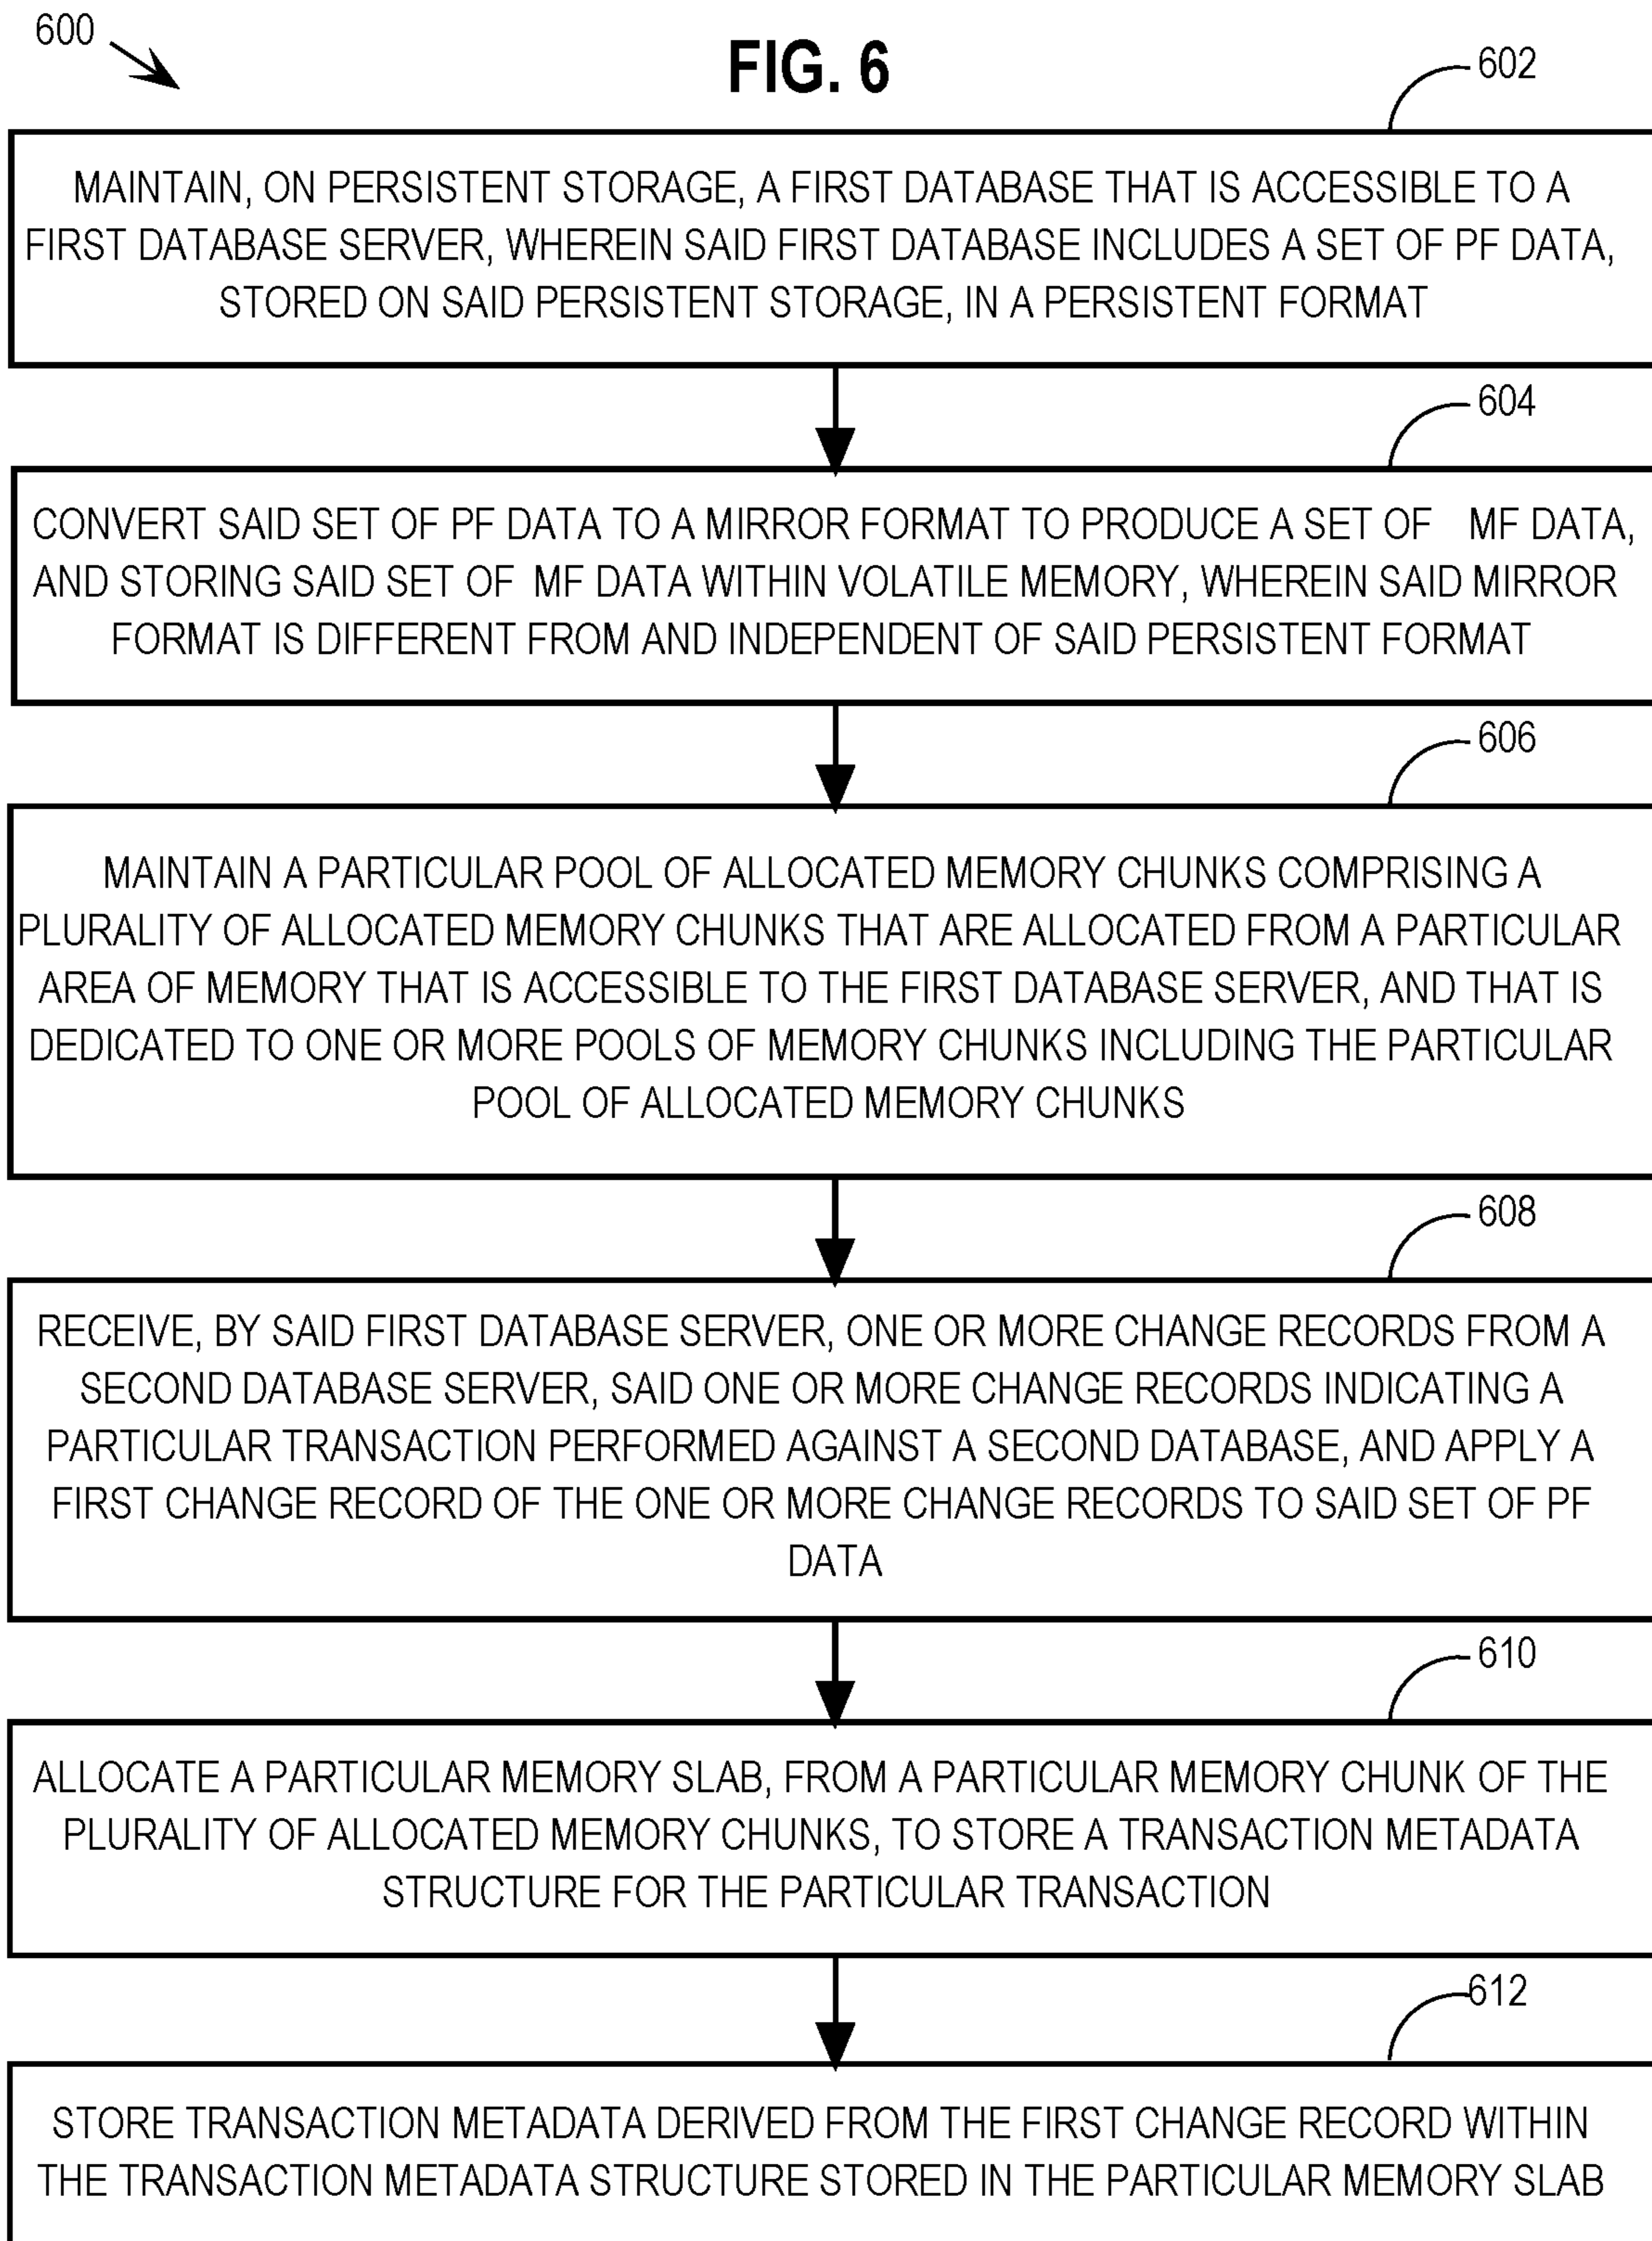 600
FIG. 6
602
MAINTAIN, ON PERSISTENT STORAGE, A FIRST DATABASE THAT IS ACCESSIBLE TO A
FIRST DATABASE SERVER, WHEREIN SAID FIRST DATABASE INCLUDES A SET OF PF DATA,
STORED ON SAID PERSISTENT STORAGE, IN A PERSISTENT FORMAT
604
CONVERT SAID SET OF PF DATA TO A MIRROR FORMAT TO PRODUCE A SET OF MF DATA,
AND STORING SAID SET OF MF DATA WITHIN VOLATILE MEMORY, WHEREIN SAID MIRROR
FORMAT IS DIFFERENT FROM AND INDEPENDENT OF SAID PERSISTENT FORMAT
606
MAINTAIN A PARTICULAR POOL OF ALLOCATED MEMORY CHUNKS COMPRISING A
PLURALITY OF ALLOCATED MEMORY CHUNKS THAT ARE ALLOCATED FROM A PARTICULAR
AREA OF MEMORY THAT IS ACCESSIBLE TO THE FIRST DATABASE SERVER, AND THAT IS
DEDICATED TO ONE OR MORE POOLS OF MEMORY CHUNKS INCLUDING THE PARTICULAR
POOL OF ALLOCATED MEMORY CHUNKS
608
RECEIVE, BY SAID FIRST DATABASE SERVER, ONE OR MORE CHANGE RECORDS FROM A
SECOND DATABASE SERVER, SAID ONE OR MORE CHANGE RECORDS INDICATING A
PARTICULAR TRANSACTION PERFORMED AGAINST A SECOND DATABASE, AND APPLY A
FIRST CHANGE RECORD OF THE ONE OR MORE CHANGE RECORDS TO SAID SET OF PF
DATA
610
ALLOCATE A PARTICULAR MEMORY SLAB, FROM A PARTICULAR MEMORY CHUNK OF THE
PLURALITY OF ALLOCATED MEMORY CHUNKS, TO STORE A TRANSACTION METADATA
STRUCTURE FOR THE PARTICULAR TRANSACTION
612
STORE TRANSACTION METADATA DERIVED FROM THE FIRST CHANGE RECORD WITHIN
THE TRANSACTION METADATA STRUCTURE STORED IN THE PARTICULAR MEMORY SLAB